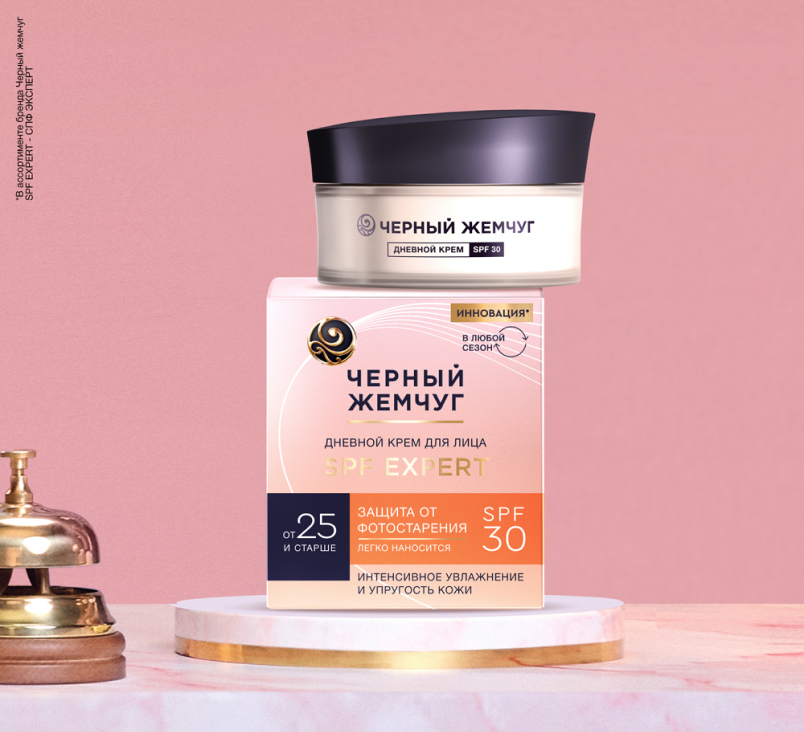 *В ассортименте бренда Черный жемчуг
SPF EXPERT - СПФ ЭКСПЕРТ
ЧЕРНЫЙ ЖЕМЧУГ
ДНЕВНОЙ КРЕМ SPF 30
ИННОВАЦИЯ*
В ЛЮБОЙ
СЕЗОН
ЧЕРНЫЙ
ЖЕМЧУГ
ДНЕВНОЙ КРЕМ ДЛЯ ЛИЦА
SPF EXPERT
ОТ 25
И СТАРШЕ
ЗАЩИТА ОТ
ФОТОСТАРЕНИЯ
ЛЕГКО НАНОСИТСЯ
SPF
30
ИНТЕНСИВНОЕ УВЛАЖНЕНИЕ
И УПРУГОСТЬ КОЖИ